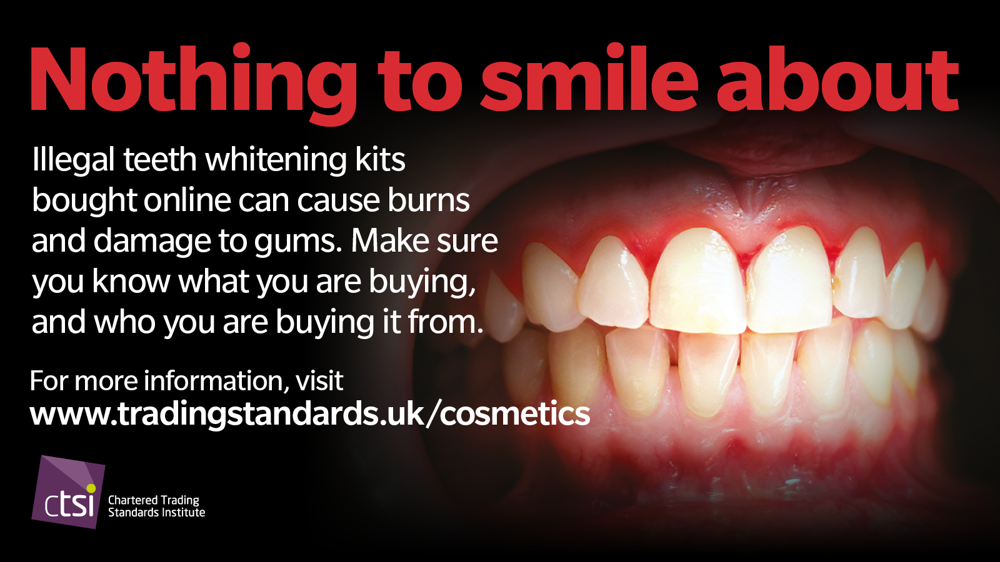 Nothing to smile about
Illegal teeth whitening kits
bought online can cause burns
and damage to gums. Make sure
you know what you are buying,
and who you are buying it from.
For more information, visit
www.tradingstandards.uk/cosmetics
ctsi
Chartered Trading
Standards Institute